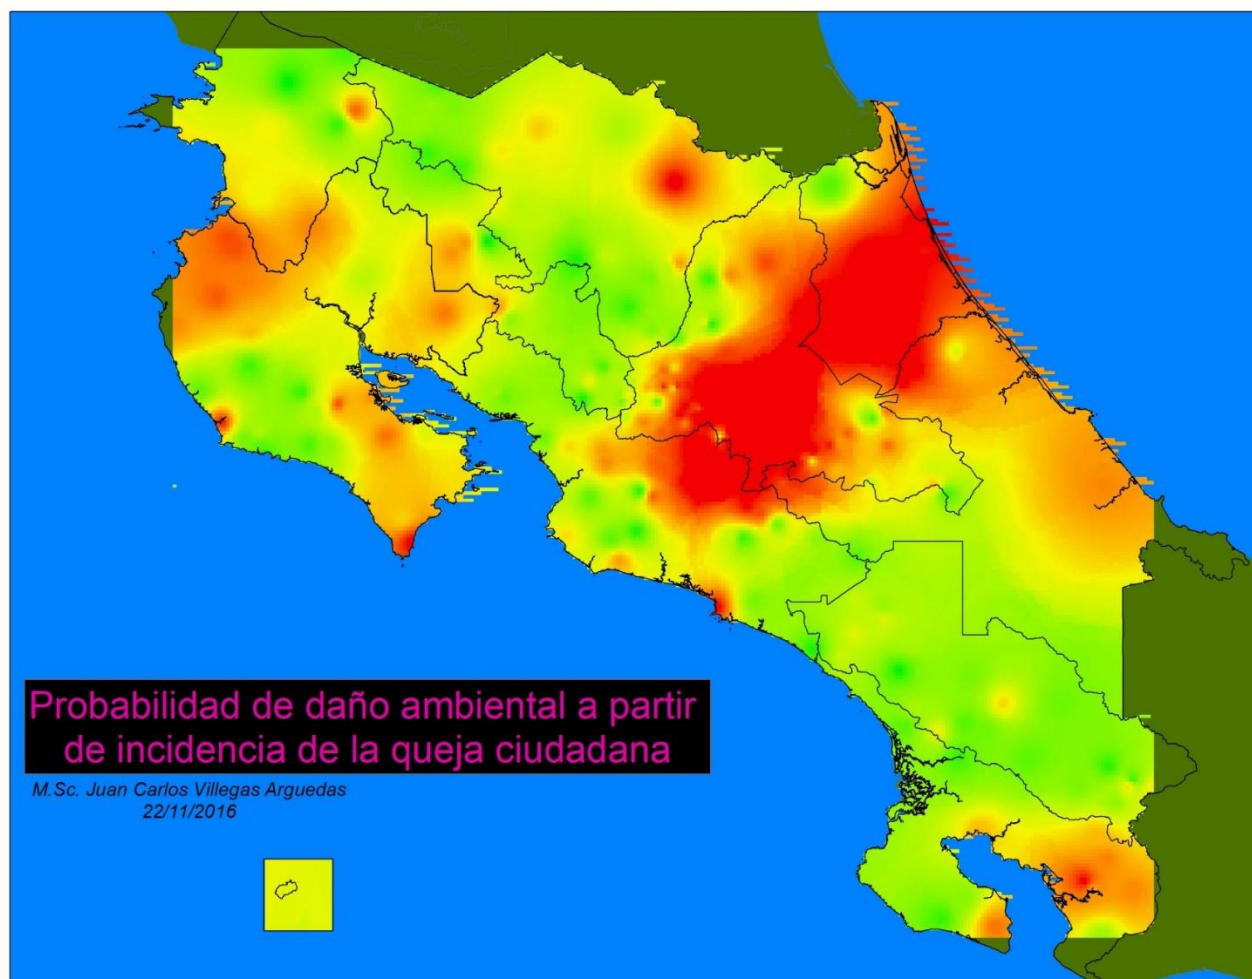 Probabilidad de daño ambiental a partir
de incidencia de la queja ciudadana
M.Sc. Juan Carlos Villegas Arguedas
22/11/2016